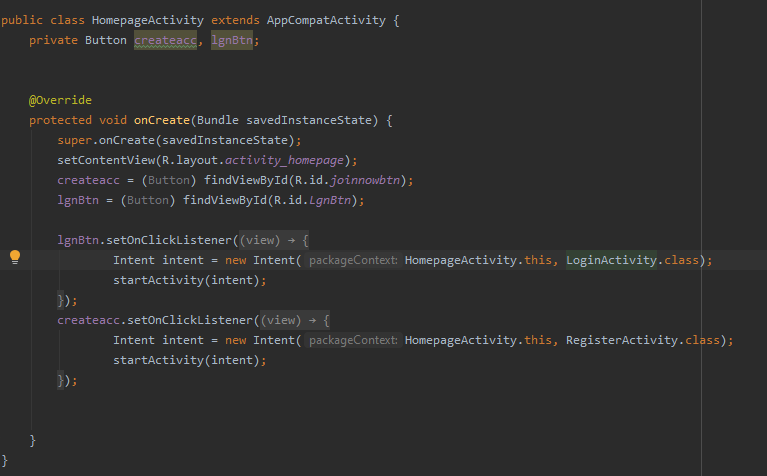 public class HomepageActivity extends AppCompatActivity {
private Button createacc, lgnBtn;
@Override
protected void onCreate(Bundle savedInstanceState) {
super.onCreate(savedInstanceState);
setContentView(R.layout.activity_homepage);
createacc = (Button) findViewById(R.id.joinnowbtn);
lgnBtn = (Button) findViewById(R.id.LgnBtn);
lgnBtn.setOnClickListener((view) → {
Intent intent = new Intent( packageContext: HomepageActivity.this, LoginActivity.class);
startActivity(intent);
});
createacc.setOnClickListener((view) → {
Intent intent = new Intent( packageContext: HomepageActivity.this, RegisterActivity.class);
startActivity(intent);
});
}
}